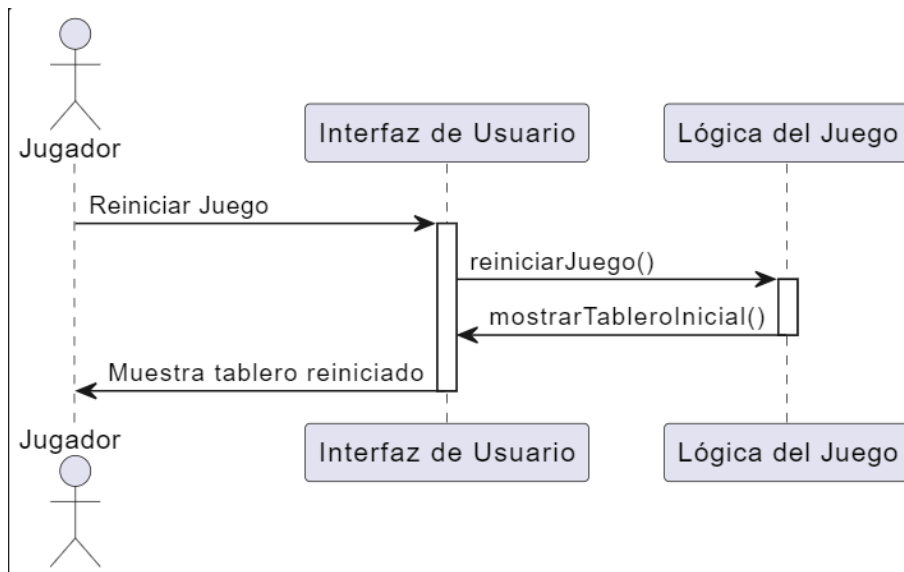 Jugador
Interfaz de Usuario
Lógica del Juego
Reiniciar Juego
reiniciarJuego()
mostrarTableroInicial()
Muestra tablero reiniciado
Jugador
Interfaz de Usuario
Lógica del Juego